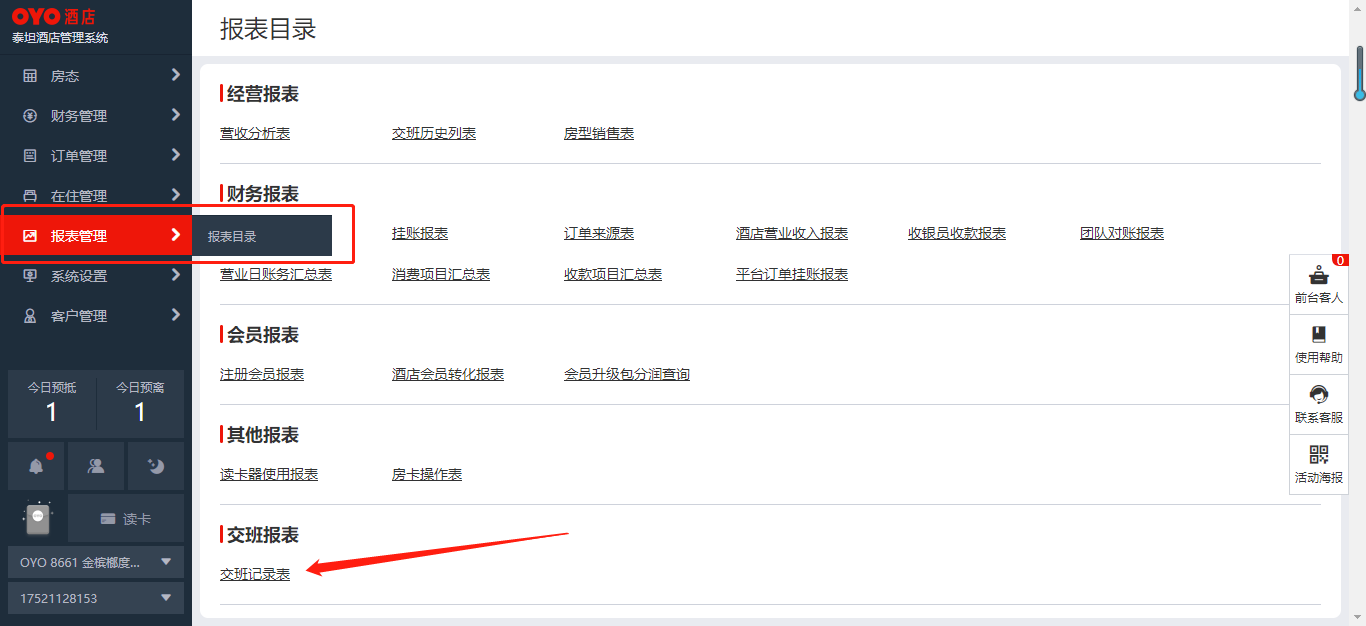 OYO 酒店
泰坦酒店管理系统
房态
财务管理
订单管理
在住管理
报表管理
报表目录
系统设置
客户管理
今日预抵 今日预离
1 1
读卡
OYO 8661 金槟榔度...
17521128153
报表目录
经营报表
营收分析表 交班历史列表 房型销售表
财务报表
挂账报表 订单来源表 酒店营业收入报表 收银员收款报表 团队对账报表
营业日账务汇总表 消费项目汇总表 收款项目汇总表 平台订单挂账报表
会员报表
注册会员报表 酒店会员转化报表 会员升级包分润查询
其他报表
读卡器使用报表 房卡操作表
交班报表
交班记录表
0
前台客人
使用帮助
联系客服
活动海报